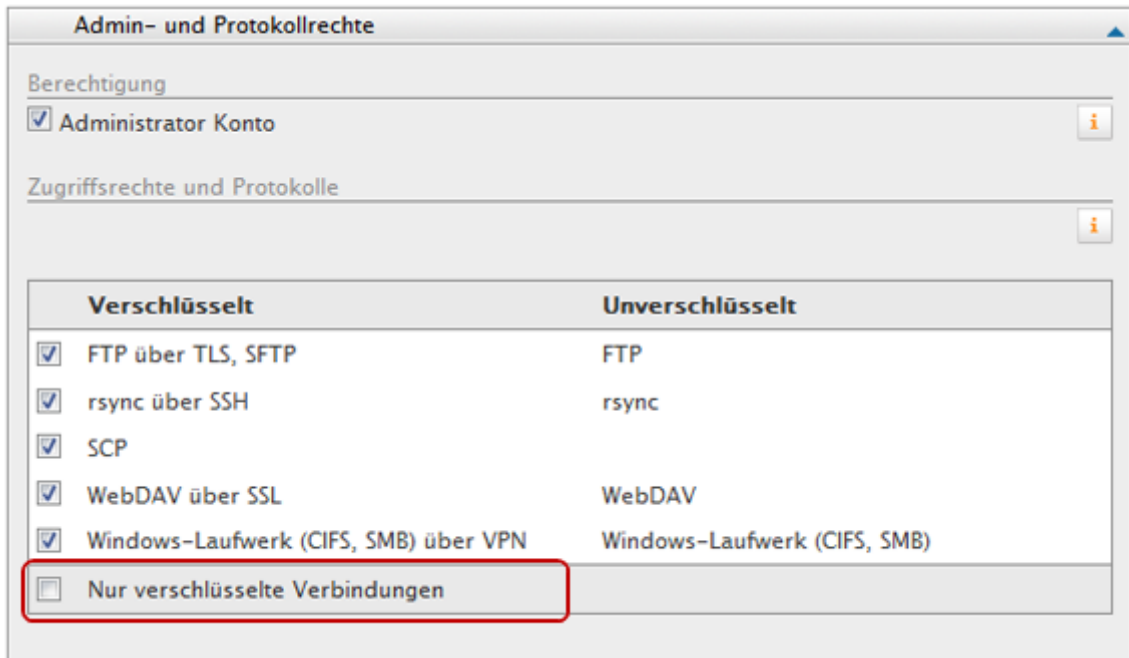 Admin- und Protokollrechte
Berechtigung
Administrator Konto
i
Zugriffsrechte und Protokolle
i
Verschlüsselt Unverschlüsselt
FTP über TLS, SFTP FTP
rsync über SSH rsync
SCP
WebDAV über SSL WebDAV
Windows-Laufwerk (CIFS, SMB) über VPN Windows-Laufwerk (CIFS, SMB)
Nur verschlüsselte Verbindungen